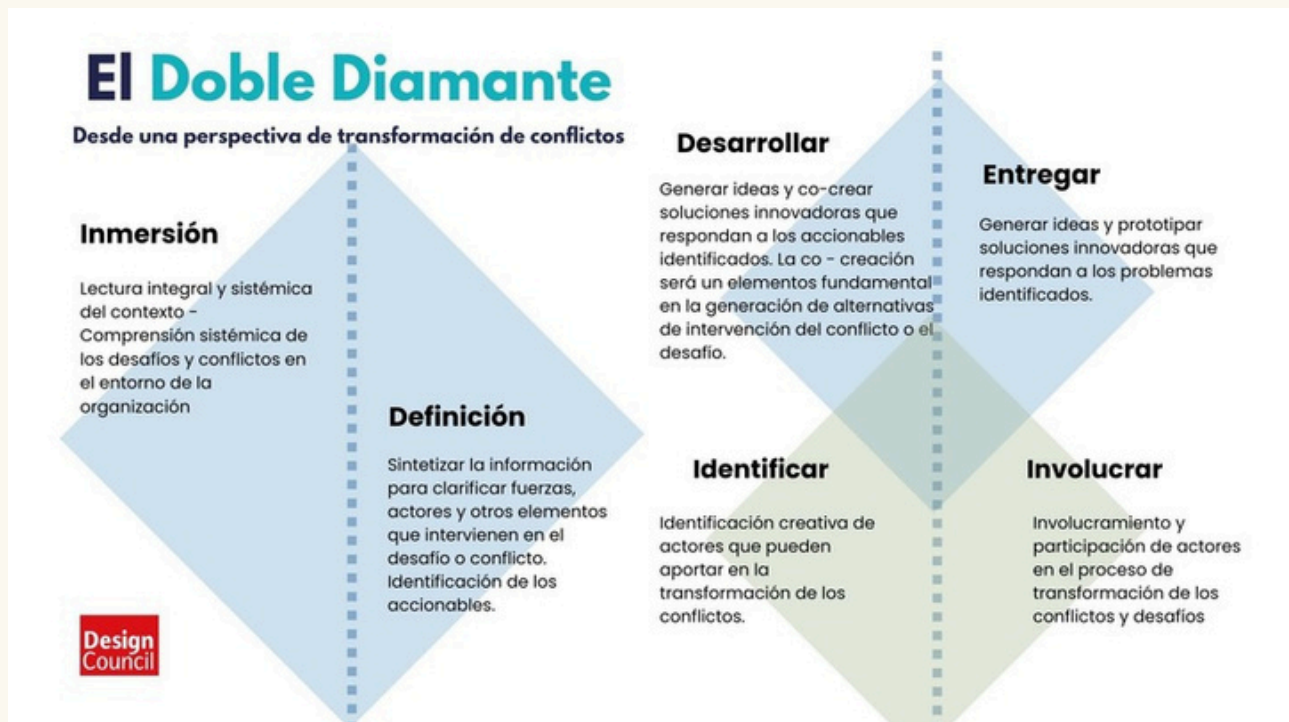 El Doble Diamante
Desde una perspectiva de transformación de conflictos
Inmersión
Lectura integral y sistémica
del contexto -
Comprensión sistémica de
los desafíos y conflictos en
el entorno de la
organización
Definición
Sintetizar la información
para clarificar fuerzas,
actores y otros elementos
que intervienen en el
desafío o conflicto.
Identificación de los
accionables.
Desarrollar
Generar ideas y co-crear
soluciones innovadoras que
respondan a los accionables
identificados. La co - creación
será un elementos fundamental
en la generación de alternativas
de intervención del conflicto o el
desafío.
Entregar
Generar ideas y prototipar
soluciones innovadoras que
respondan a los problemas
identificados.
Identificar
Identificación creativa de
actores que pueden
aportar en la
transformación de los
conflictos.
Involucrar
Involucramiento y
participación de actores
en el proceso de
transformación de los
conflictos y desafíos
Design
Council